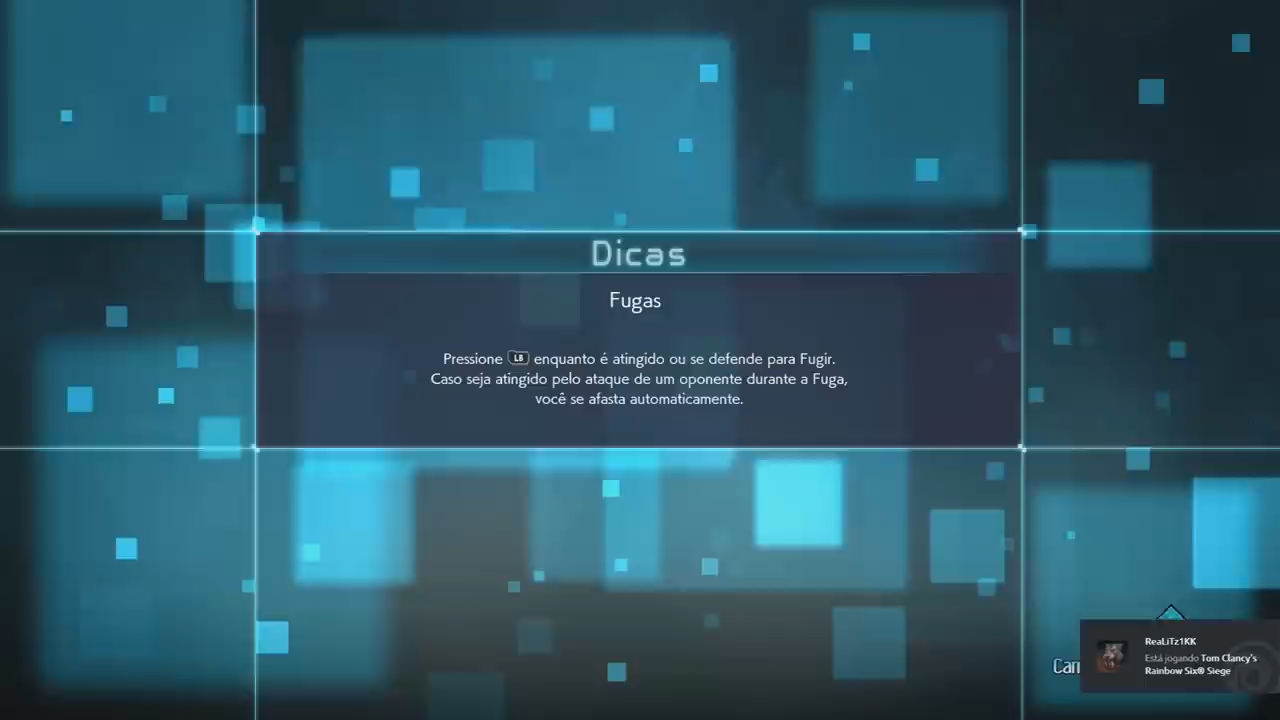 Dicas
Fugas
Pressione LB enquanto é atingido ou se defende para Fugir.
Caso seja atingido pelo ataque de um oponente durante a Fuga,
você se afasta automaticamente.
ReaLiTz1KK
Está jogando Tom Clancy's
Rainbow Six® Siege